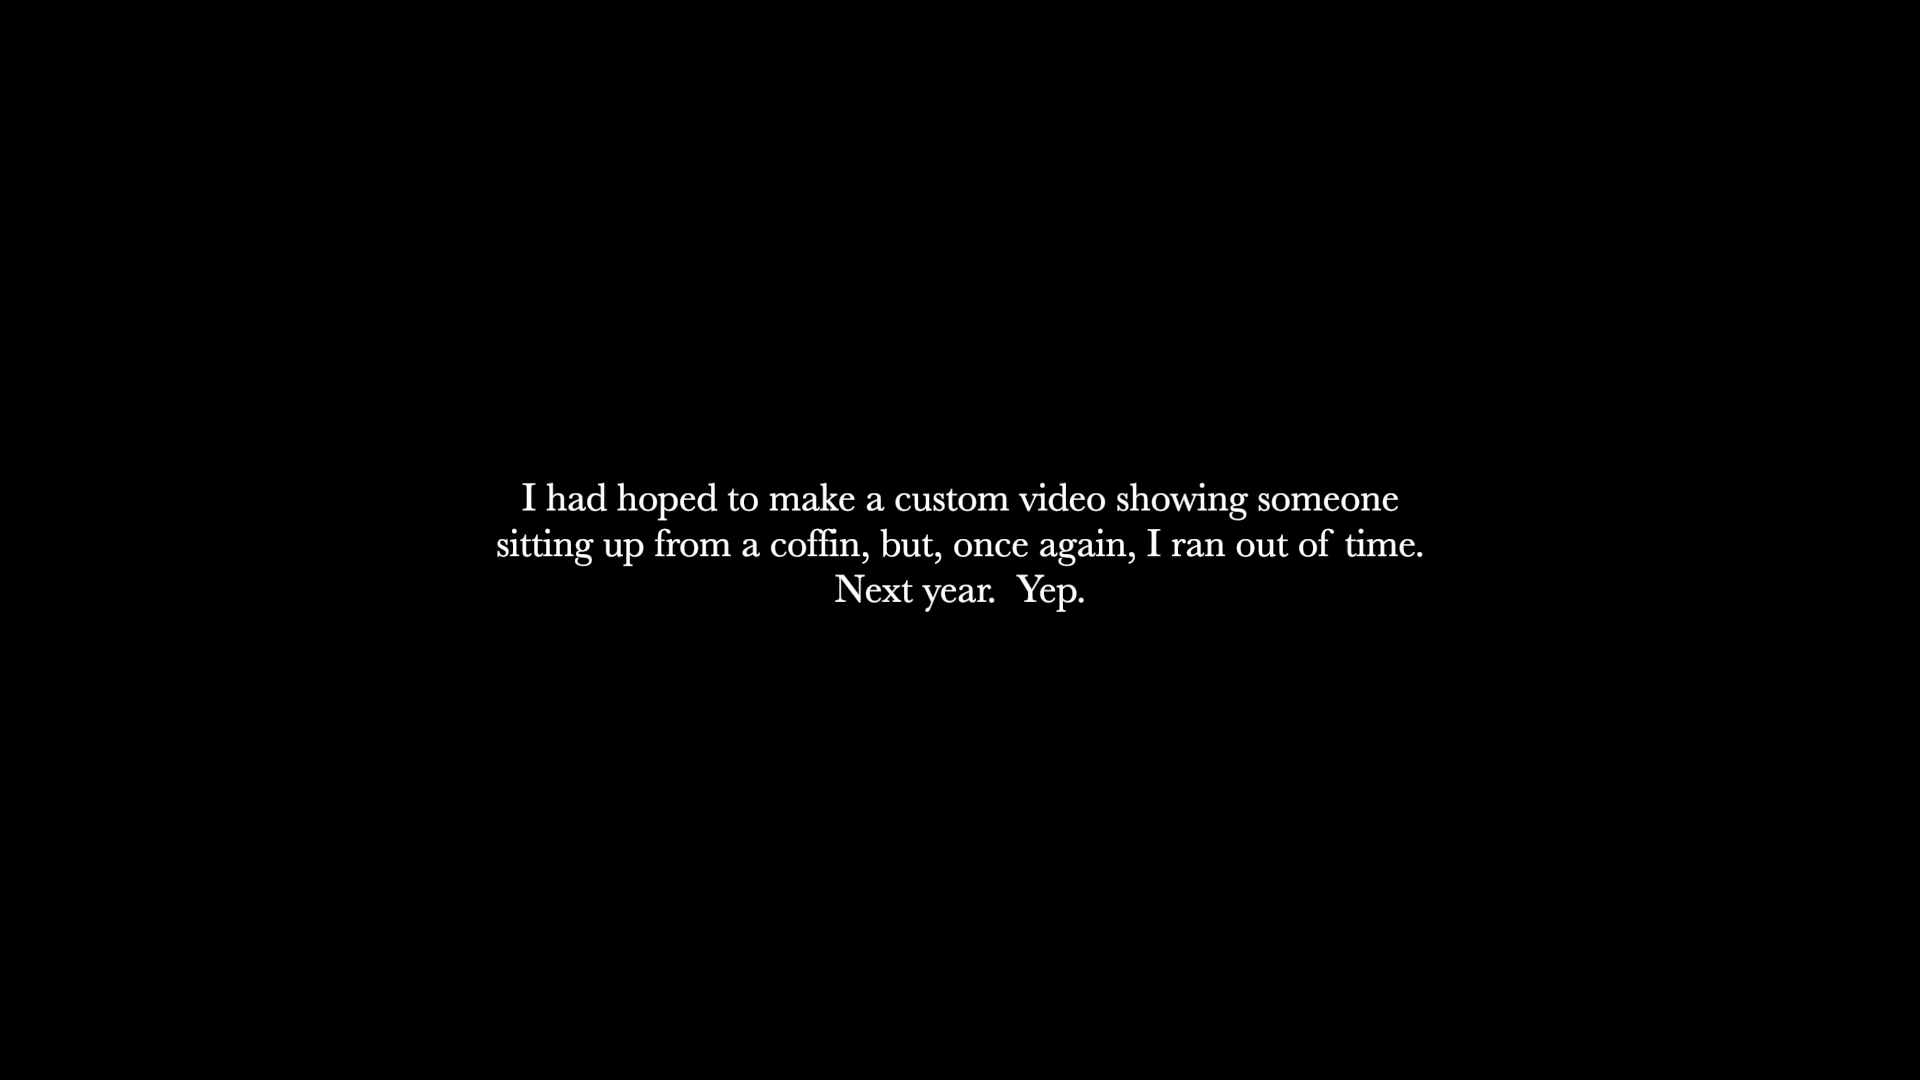 I had hoped to make a custom video showing someone
sitting up from a coffin, but, once again, I ran out of time.
Next year.  Yep.